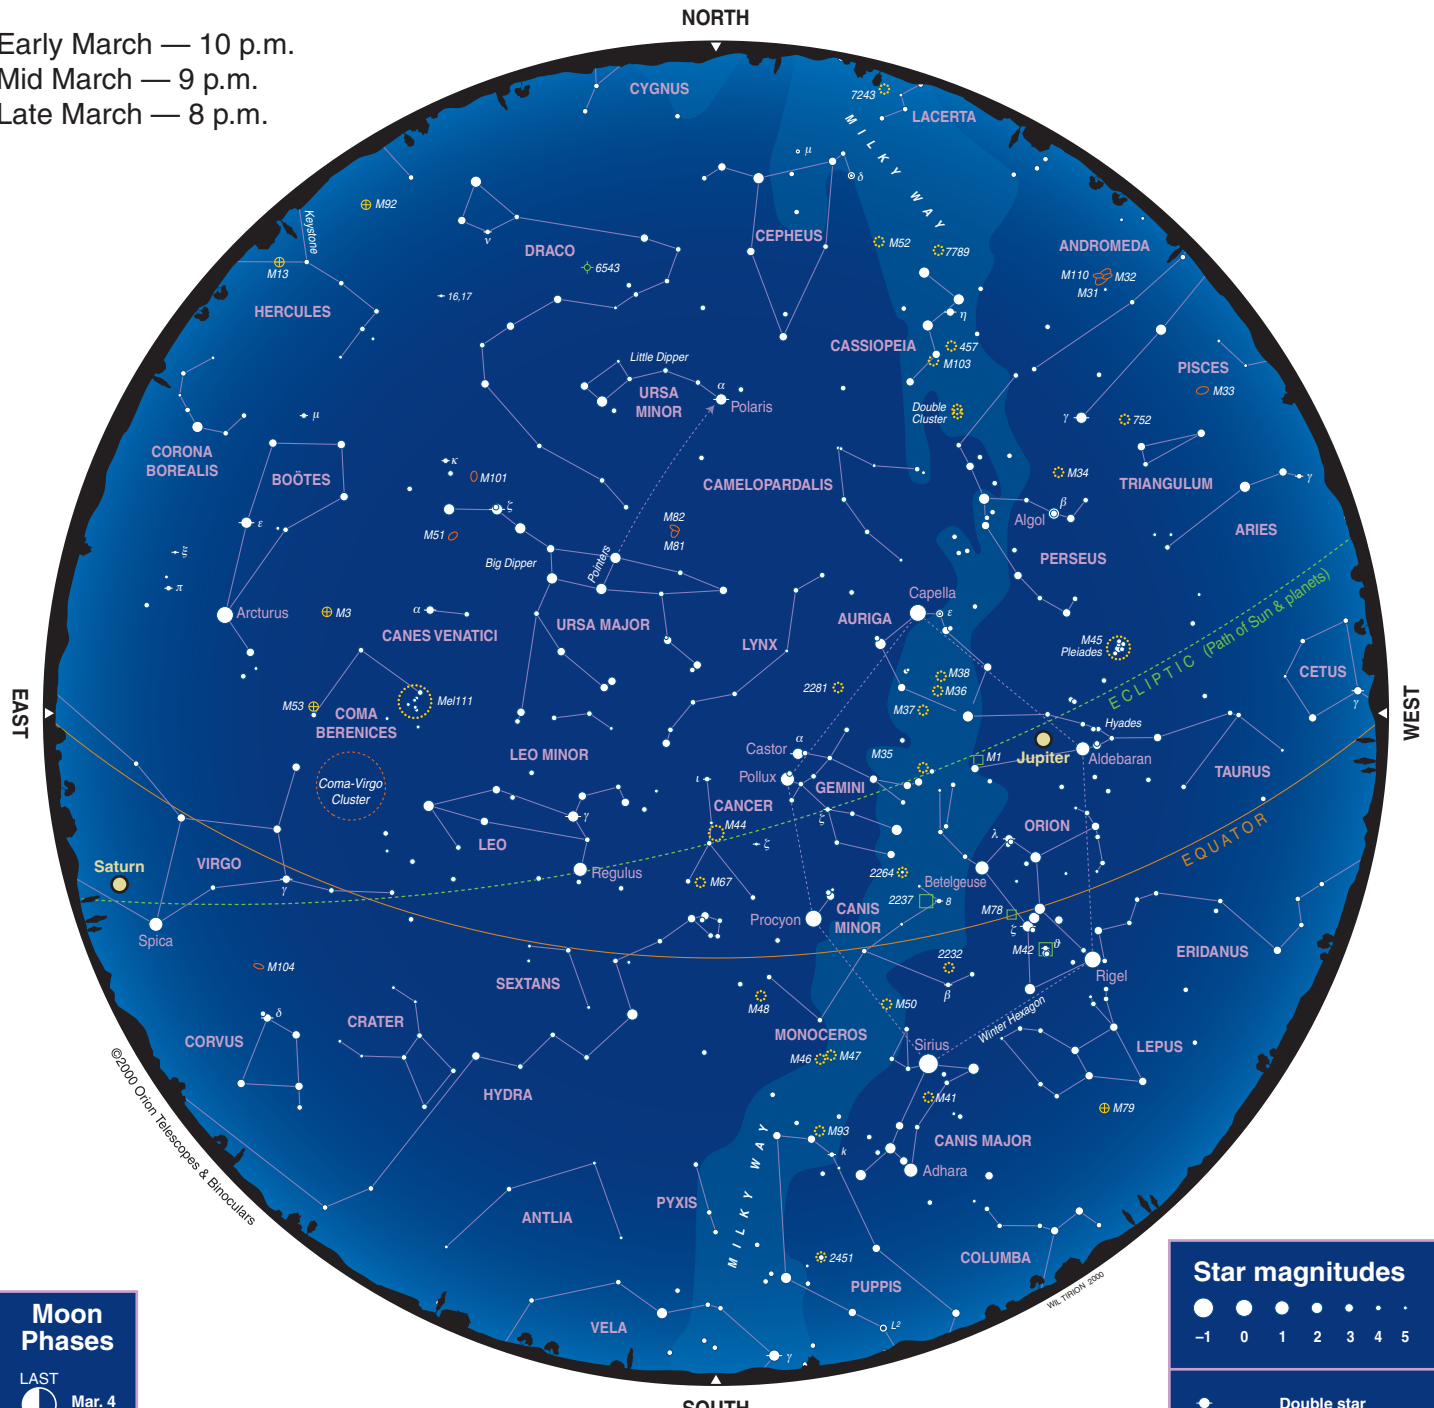 NORTH
Early March — 10 p.m.
Mid March — 9 p.m.
Late March — 8 p.m.
CYGNUS
7243
LACERTA
MILKY WAY
μ
δ
M92
Keystone
M13
HERCULES
ν
DRACO
6543
16,17
CEPHEUS
M52
7789
ANDROMEDA
M110
M32
M31
η
CASSIOPEIA
457
M103
PISCES
M33
Little Dipper
URSA
MINOR
α
Polaris
Double
Cluster
γ
752
μ
CORONA
BOREALIS
BOÖTES
κ
M101
CAMELOPARDALIS
M34
TRIANGULUM
γ
ARIES
ε
ζ
M51
M82
M81
Algol
β
PERSEUS
ξ
π
Big Dipper
Pointers
Arcturus
M3
α
CANES VENATICI
URSA MAJOR
LYNX
AURIGA
Capella
ε
M45
Pleiades
ECLIPTIC (Path of Sun & planets)
CETUS
γ
EAST
WEST
M53
Mel111
COMA
BERENICES
2281
M38
M36
M37
Hyades
LEO MINOR
α
Castor
Pollux
M35
M1
Jupiter
Aldebaran
TAURUS
Coma-Virgo
Cluster
ι
CANCER
GEMINI
M44
ζ
ζ
λ
ORION
EQUATOR
γ
LEO
Regulus
VIRGO
Saturn
γ
M67
2264
Betelgeuse
2237
8
M78
ζ
M42
ϑ
Procyon
CANIS
MINOR
Spica
M104
SEXTANS
2232
β
Rigel
ERIDANUS
M48
M50
Winter Hexagon
δ
CORVUS
CRATER
MONOCEROS
M46
M47
Sirius
LEPUS
HYDRA
M41
M79
M93
k
CANIS MAJOR
Adhara
MILKY WAY
PYXIS
ANTLIA
2451
COLUMBA
PUPPIS
VELA
γ
L2
©2000 Orion Telescopes & Binoculars
WIL TIRION 2000
Moon
Phases
LAST
Mar. 4
Star magnitudes
–1 0 1 2 3 4 5
Double star
SOUTH